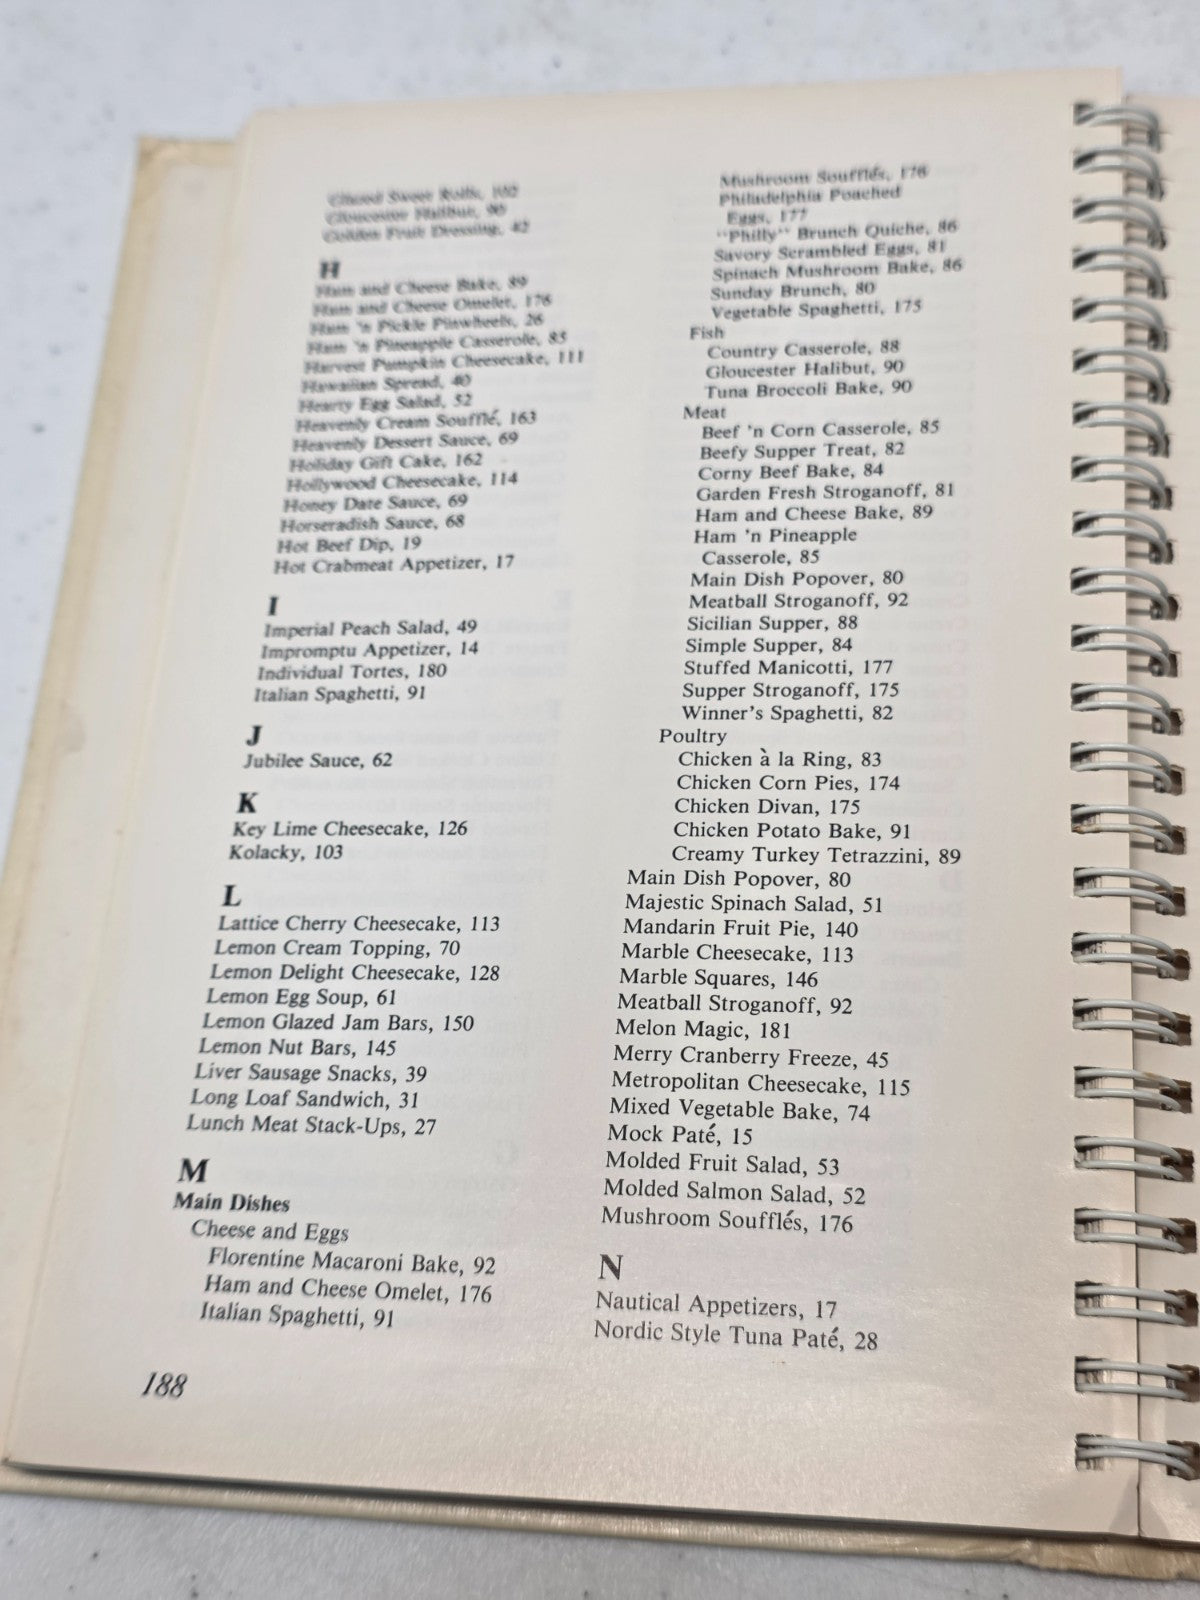 Glazed Sweet Rolls, 102
Gloucester Halibut, 90
Golden Fruit Dressing, 42
H
Ham and Cheese Bake, 89
Ham and Cheese Omelet, 176
Ham 'n Pickle Pinwheels, 26
Ham 'n Pineapple Casserole, 85
Harvest Pumpkin Cheesecake, 111
Hawaiian Spread, 40
Hearty Egg Salad, 52
Heavenly Cream Soufflé, 163
Heavenly Dessert Sauce, 69
Holiday Gift Cake, 162
Hollywood Cheesecake, 114
Honey Date Sauce, 69
Horseradish Sauce, 68
Hot Beef Dip, 19
Hot Crabmeat Appetizer, 17
I
Imperial Peach Salad, 49
Impromptu Appetizer, 14
Individual Tortes, 180
Italian Spaghetti, 91
J
Jubilee Sauce, 62
K
Key Lime Cheesecake, 126
Kolacky, 103
L
Lattice Cherry Cheesecake, 113
Lemon Cream Topping, 70
Lemon Delight Cheesecake, 128
Lemon Egg Soup, 61
Lemon Glazed Jam Bars, 150
Lemon Nut Bars, 145
Liver Sausage Snacks, 39
Long Loaf Sandwich, 31
Lunch Meat Stack-Ups, 27
M
Main Dishes
Cheese and Eggs
Florentine Macaroni Bake, 92
Ham and Cheese Omelet, 176
Italian Spaghetti, 91
188
Mushroom Soufflés, 176
Philadelphia Poached
Eggs, 177
"Philly" Brunch Quiche, 86
Savory Scrambled Eggs, 81
Spinach Mushroom Bake, 86
Sunday Brunch, 80
Vegetable Spaghetti, 175
Fish
Country Casserole, 88
Gloucester Halibut, 90
Tuna Broccoli Bake, 90
Meat
Beef 'n Corn Casserole, 85
Beefy Supper Treat, 82
Corny Beef Bake, 84
Garden Fresh Stroganoff, 81
Ham and Cheese Bake, 89
Ham 'n Pineapple
Casserole, 85
Main Dish Popover, 80
Meatball Stroganoff, 92
Sicilian Supper, 88
Simple Supper, 84
Stuffed Manicotti, 177
Supper Stroganoff, 175
Winner's Spaghetti, 82
Poultry
Chicken à la Ring, 83
Chicken Corn Pies, 174
Chicken Divan, 175
Chicken Potato Bake, 91
Creamy Turkey Tetrazzini, 89
Main Dish Popover, 80
Majestic Spinach Salad, 51
Mandarin Fruit Pie, 140
Marble Cheesecake, 113
Marble Squares, 146
Meatball Stroganoff, 92
Melon Magic, 181
Merry Cranberry Freeze, 45
Metropolitan Cheesecake, 115
Mixed Vegetable Bake, 74
Mock Paté, 15
Molded Fruit Salad, 53
Molded Salmon Salad, 52
Mushroom Soufflés, 176
N
Nautical Appetizers, 17
Nordic Style Tuna Paté, 28